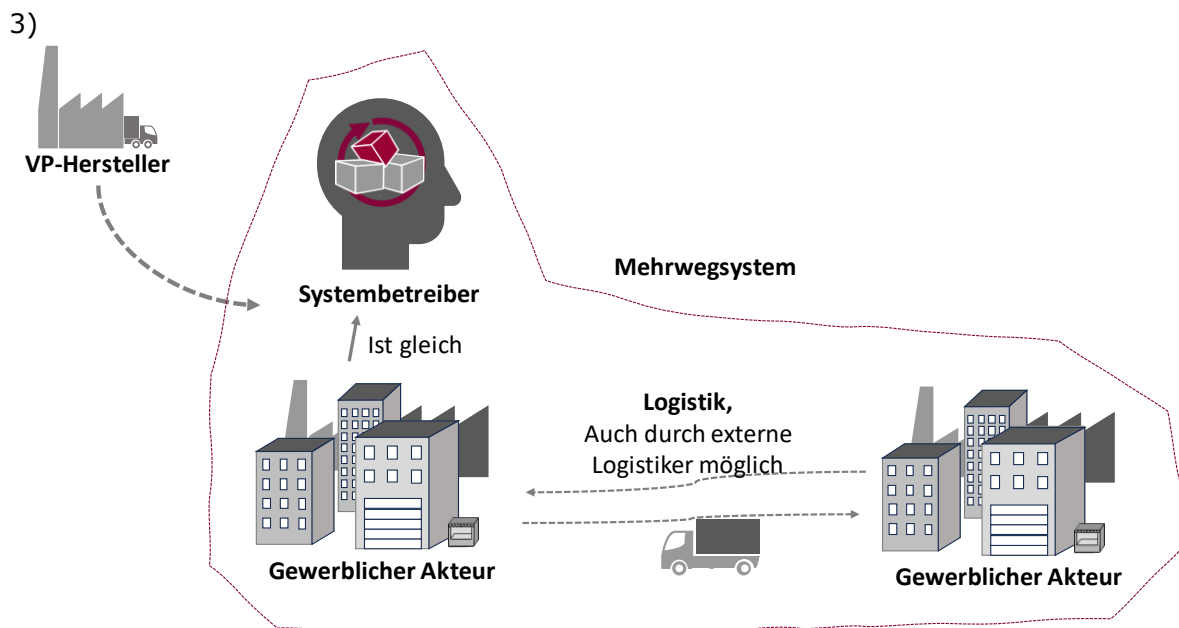 3)
VP-Hersteller
Mehrwegsystem
Systembetreiber
Ist gleich
Logistik,
Auch durch externe
Logistiker möglich
Gewerblicher Akteur
Gewerblicher Akteur